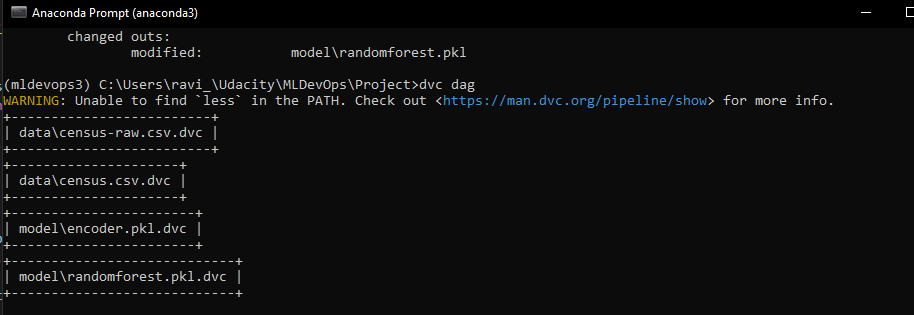 Anaconda Prompt (anaconda3)
changed outs:
modified: model\randomforest.pkl
(mldevops3) C:\Users\ravi_\Udacity\MLDevOps\Project>dvc dag
WARNING: Unable to find `less` in the PATH. Check out <https://man.dvc.org/pipeline/show> for more info.
+-------------------------+
| data\census-raw.csv.dvc |
+-------------------------+
+---------------------+
| data\census.csv.dvc |
+---------------------+
+-----------------------+
| model\encoder.pkl.dvc |
+-----------------------+
+----------------------------+
| model\randomforest.pkl.dvc |
+----------------------------+